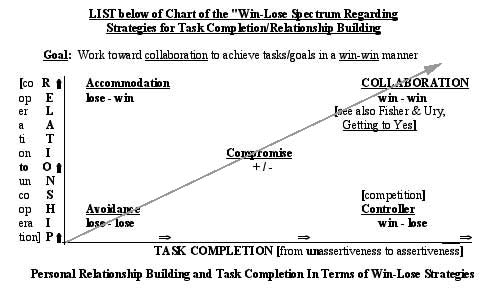 LIST below of Chart of the "Win-Lose Spectrum Regarding
Strategies for Task Completion/Relationship Building
Goal: Work toward collaboration to achieve tasks/goals in a win-win manner
[co R ⬆ Accommodation COLLABORATION
op E lose - win win - win
er L [see also Fisher & Ury,
a A Getting to Yes]
ti T
on I Compromise
to O ⬆ + / -
un N
co S [competition]
op H Avoidance Controller
era I lose - lose win - lose
tion] P ⬆ ⇒ ⇒ ⇒
TASK COMPLETION [from unassertiveness to assertiveness]
Personal Relationship Building and Task Completion In Terms of Win-Lose Strategies